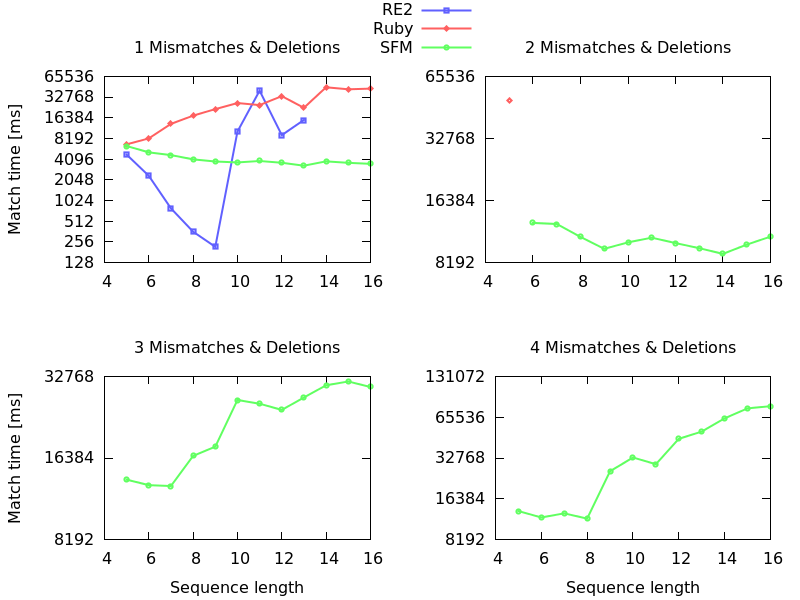 RE2
Ruby
SFM
1 Mismatches & Deletions
2 Mismatches & Deletions
Match time [ms]
65536
32768
16384
8192
4096
2048
1024
512
256
128
4 6 8 10 12 14 16
65536
32768
16384
8192
4 6 8 10 12 14 16
3 Mismatches & Deletions
4 Mismatches & Deletions
Match time [ms]
32768
16384
8192
4 6 8 10 12 14 16
Sequence length
131072
65536
32768
16384
8192
4 6 8 10 12 14 16
Sequence length